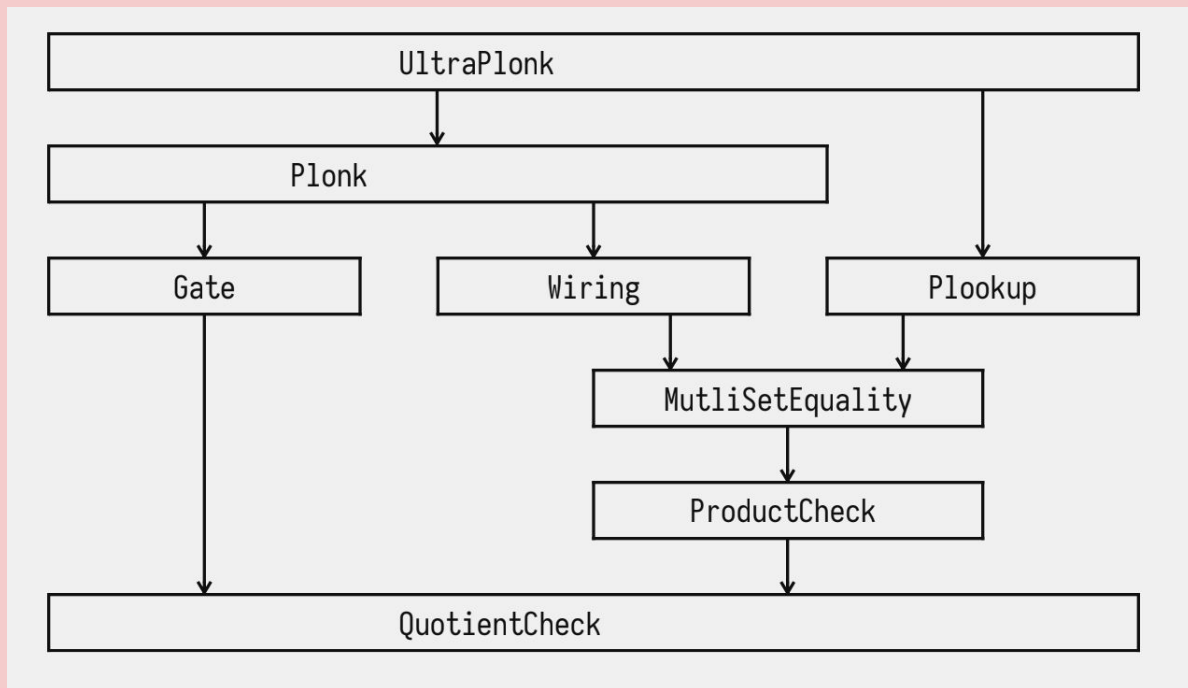 UltraPlonk
Plonk
Gate
Wiring
Plookup
MutliSetEquality
ProductCheck
QuotientCheck